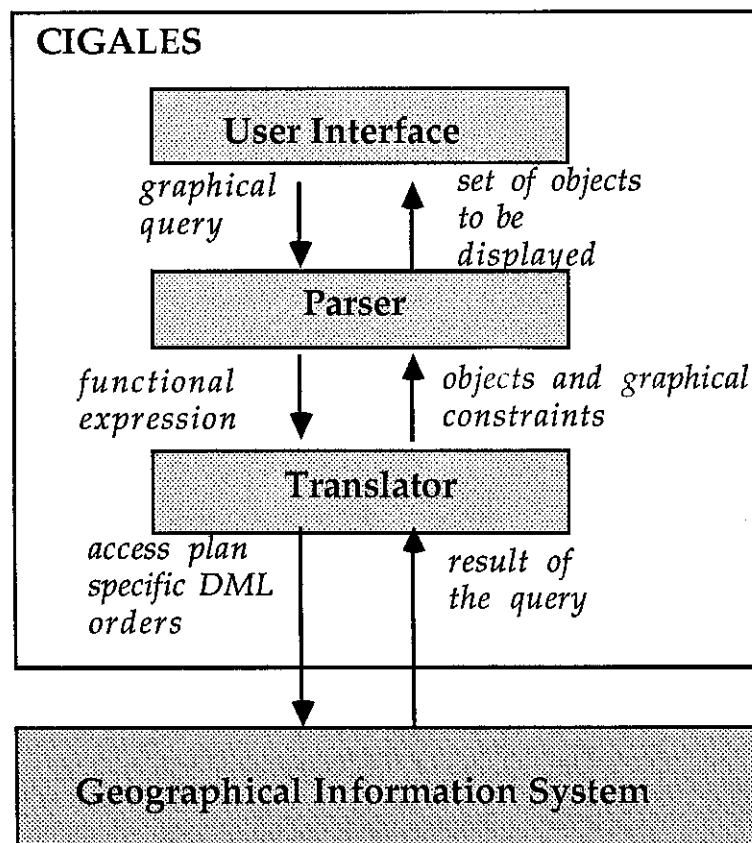 CIGALES
User Interface
graphical
query
set of objects
to be
displayed
Parser
functional
expression
objects and graphical
constraints
Translator
access plan
specific DML
orders
result of
the query
Geographical Information System